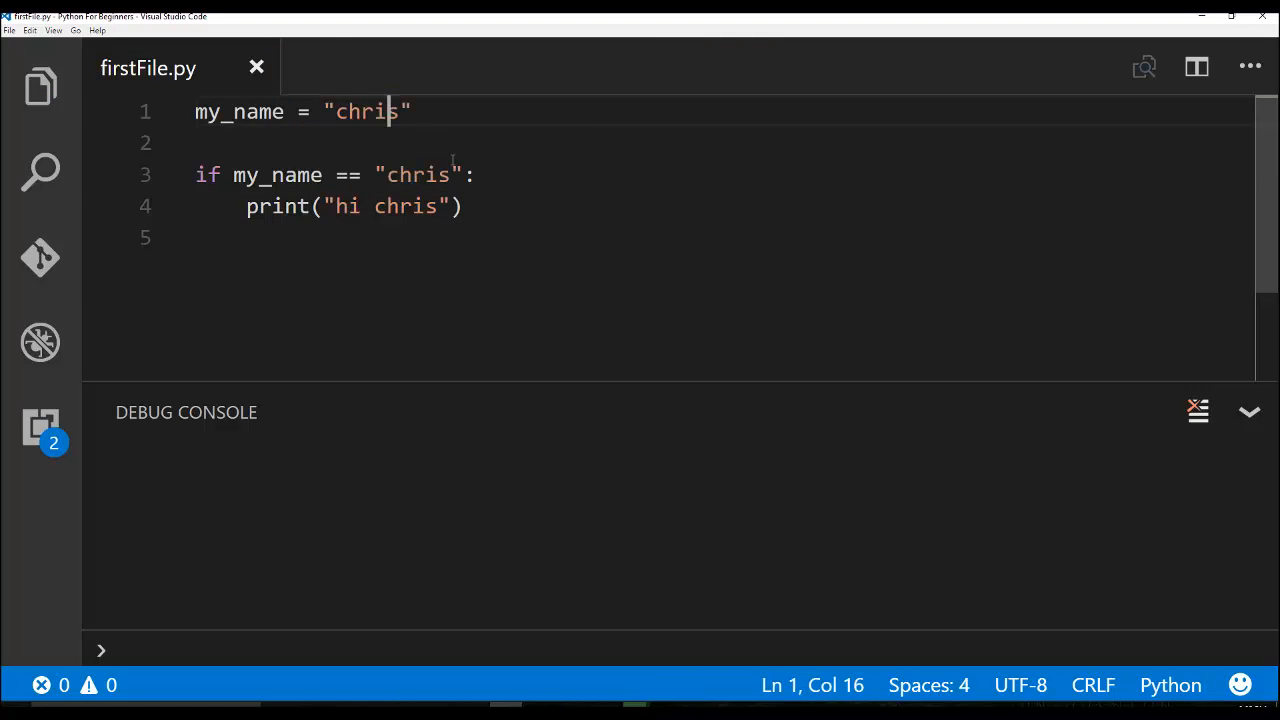 firstFile.py - Python For Beginners - Visual Studio Code
File Edit View Go Help
firstFile.py
1 my_name = "chris"
2
3 if my_name == "chris":
4 print("hi chris")
5
DEBUG CONSOLE
2
0 0 Ln 1, Col 16 Spaces: 4 UTF-8 CRLF Python